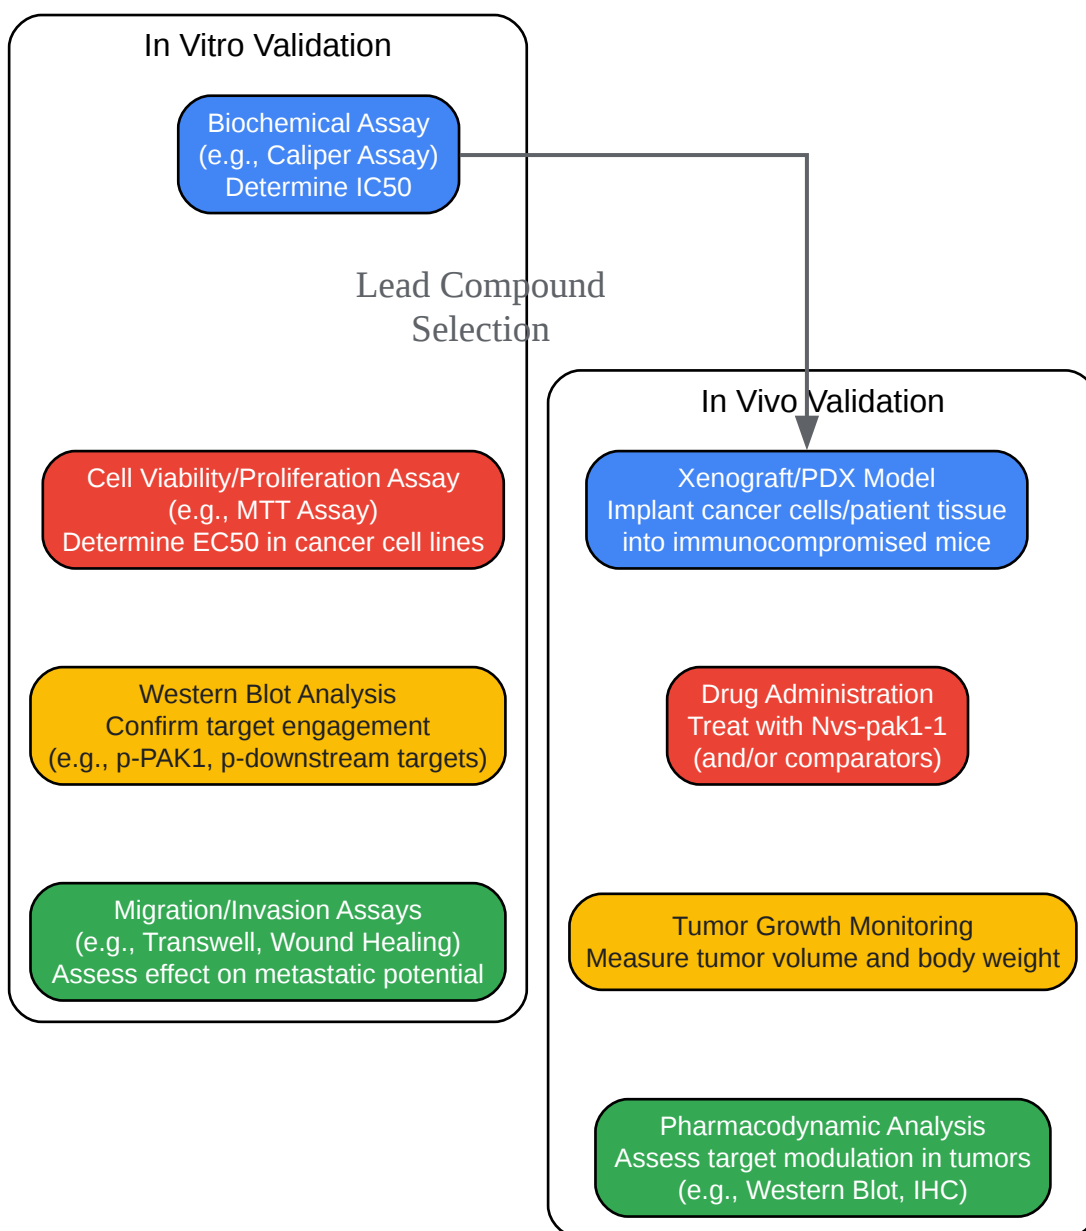 In Vitro Validation
Biochemical Assay
(e.g., Caliper Assay)
Determine IC50
Lead Compound
Selection
Cell Viability/Proliferation Assay
(e.g., MTT Assay)
Determine EC50 in cancer cell lines
Western Blot Analysis
Confirm target engagement
(e.g., p-PAK1, p-downstream targets)
Migration/Invasion Assays
(e.g., Transwell, Wound Healing)
Assess effect on metastatic potential
In Vivo Validation
Xenograft/PDX Model
Implant cancer cells/patient tissue
into immunocompromised mice
Drug Administration
Treat with Nvs-pak1-1
(and/or comparators)
Tumor Growth Monitoring
Measure tumor volume and body weight
Pharmacodynamic Analysis
Assess target modulation in tumors
(e.g., Western Blot, IHC)